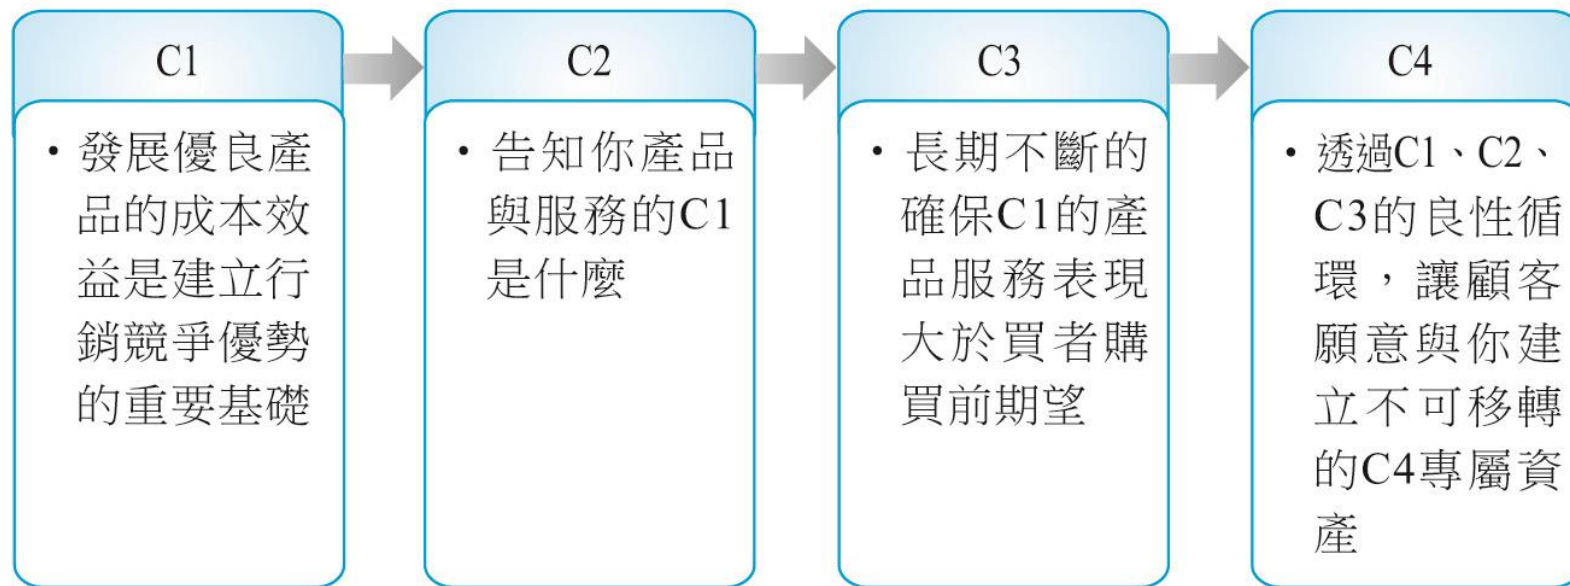 C1
• 發展優良產
品的成本效
益是建立行
銷競爭優勢
的重要基礎
C2
• 告知你產品
與服務的C1
是什麼
C3
• 長期不斷的
確保C1的產
品服務表現
大於買者購
買前期望
C4
• 透過C1、C2、
C3的良性循
環，讓顧客
願意與你建
立不可移轉
的C4專屬資
產